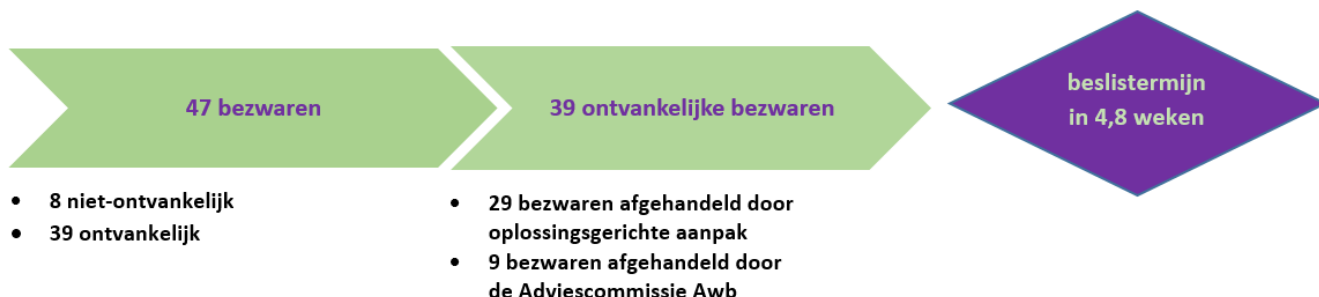 47 bezwaren
• 8 niet-ontvankelijk
• 39 ontvankelijk
39 ontvankelijke bezwaren
• 29 bezwaren afgehandeld door
oplossingsgerichte aanpak
• 9 bezwaren afgehandeld door
de Adviescommissie Awb
beslistermijn
in 4,8 weken